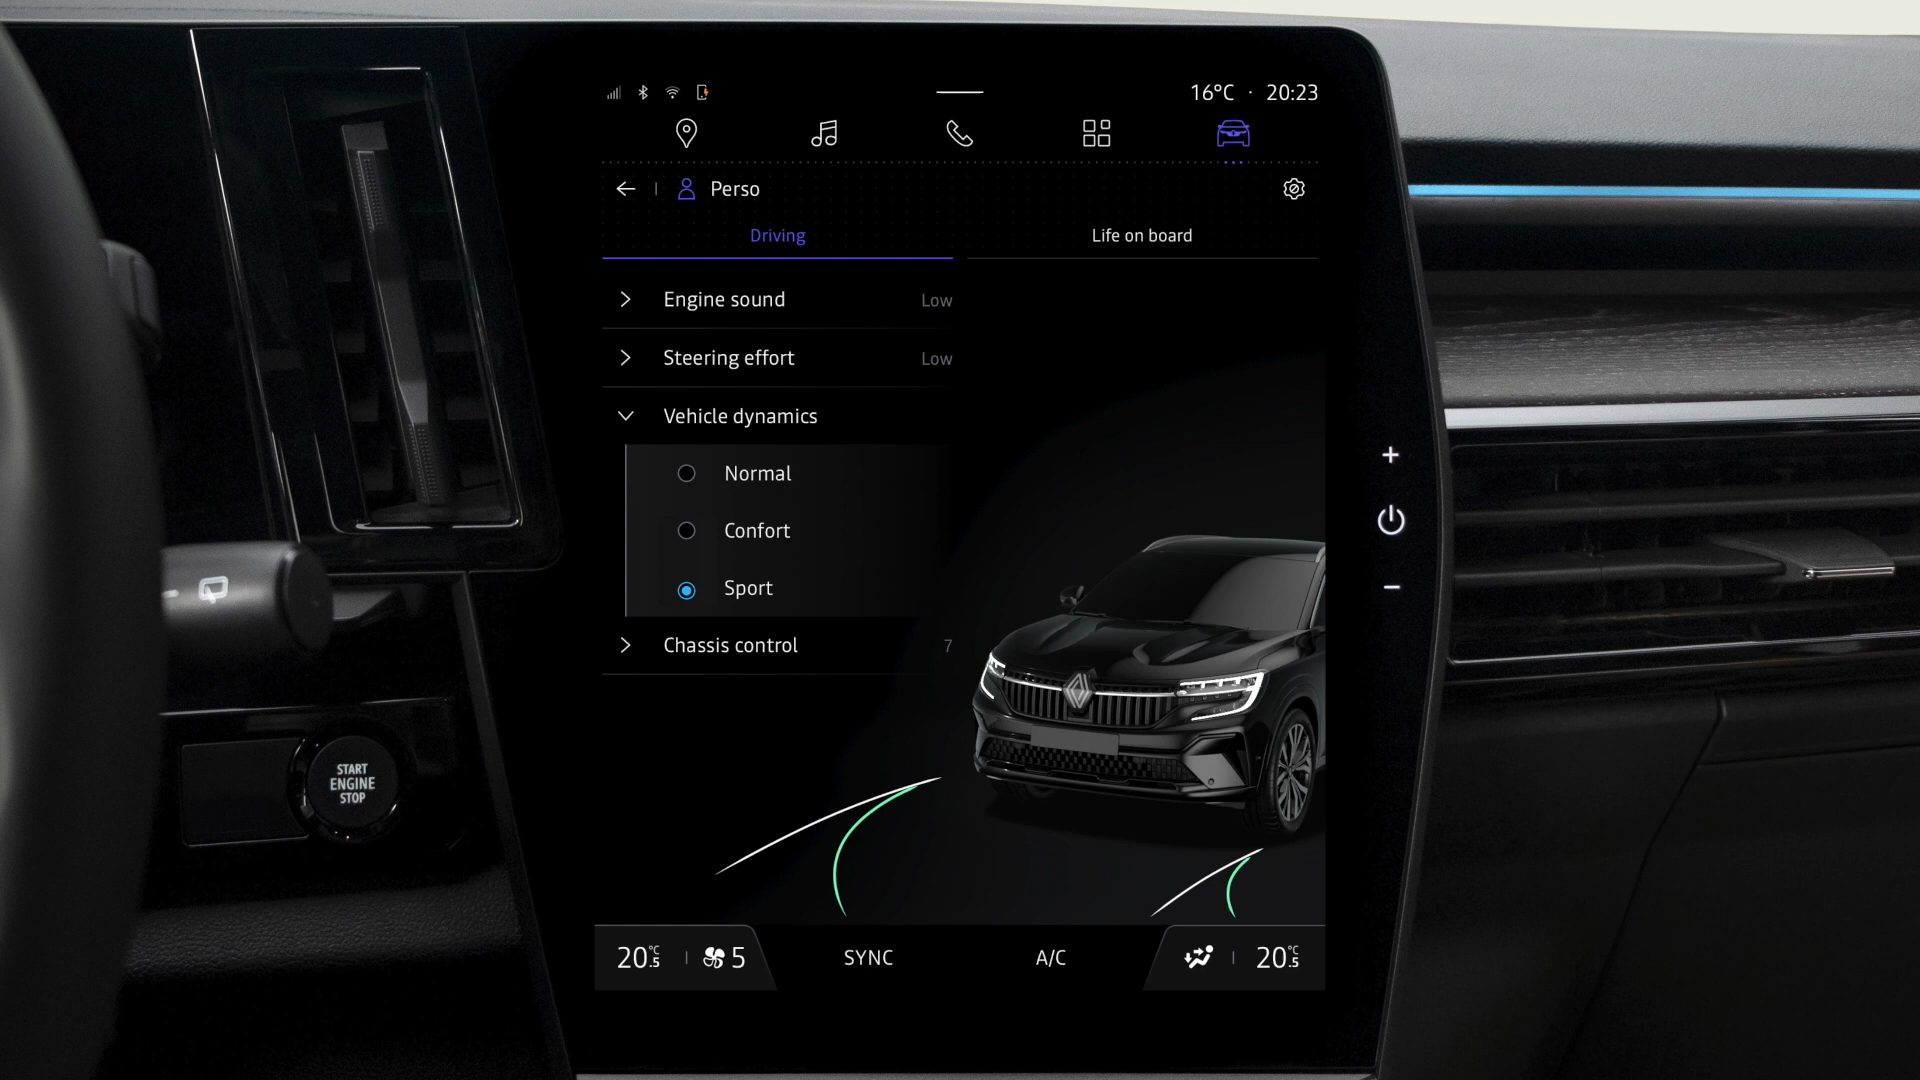 16°C · 20:23
Perso
Driving
Life on board
Engine sound Low
Steering effort Low
Vehicle dynamics
Normal
Confort
Sport
Chassis control 7
START
ENGINE
STOP
20.5°C 5 SYNC A/C 20.5°C